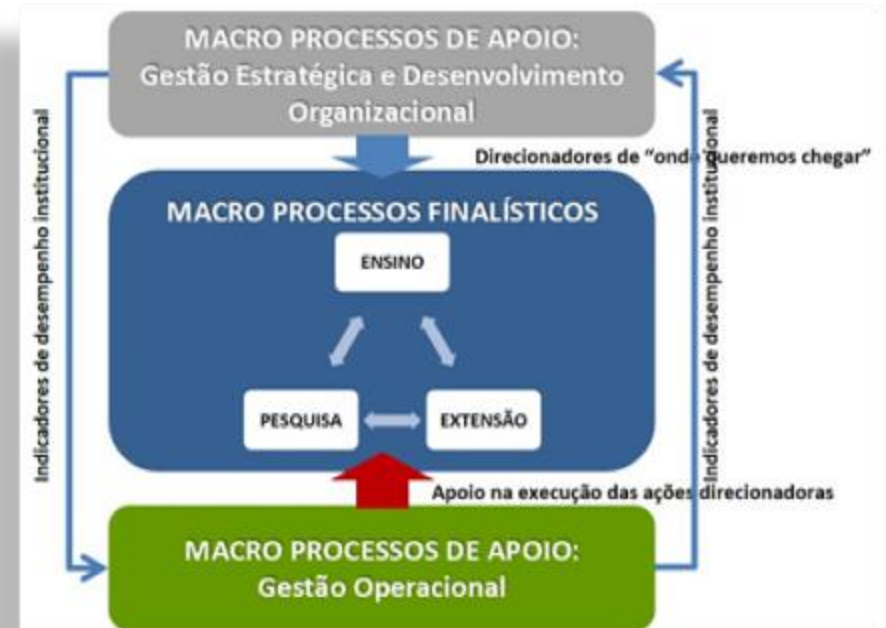 MACRO PROCESSOS DE APOIO:
Gestão Estratégica e Desenvolvimento
Organizacional
Direcionadores de “onde queremos chegar”
Indicadores de desempenho institucional
MACRO PROCESSOS FINALÍSTICOS
ENSINO
PESQUISA
EXTENSÃO
Indicadores de desempenho institucional
Apoio na execução das ações direcionadoras
MACRO PROCESSOS DE APOIO:
Gestão Operacional